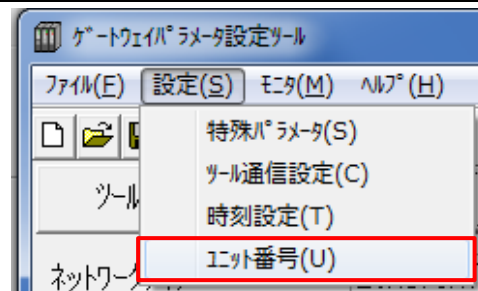 ｹﾞｰﾄｳｪｲﾊﾟﾗﾒｰﾀ設定ﾂｰﾙ
ﾌｧｲﾙ(F) 設定(S) ﾓﾆﾀ(M) ﾍﾙﾌﾟ(H)
特殊ﾊﾟﾗﾒｰﾀ(S)
ﾂｰﾙ通信設定(C)
ﾂｰﾙ
時刻設定(T)
ﾕﾆｯﾄ番号(U)
ﾈｯﾄﾜｰｸ